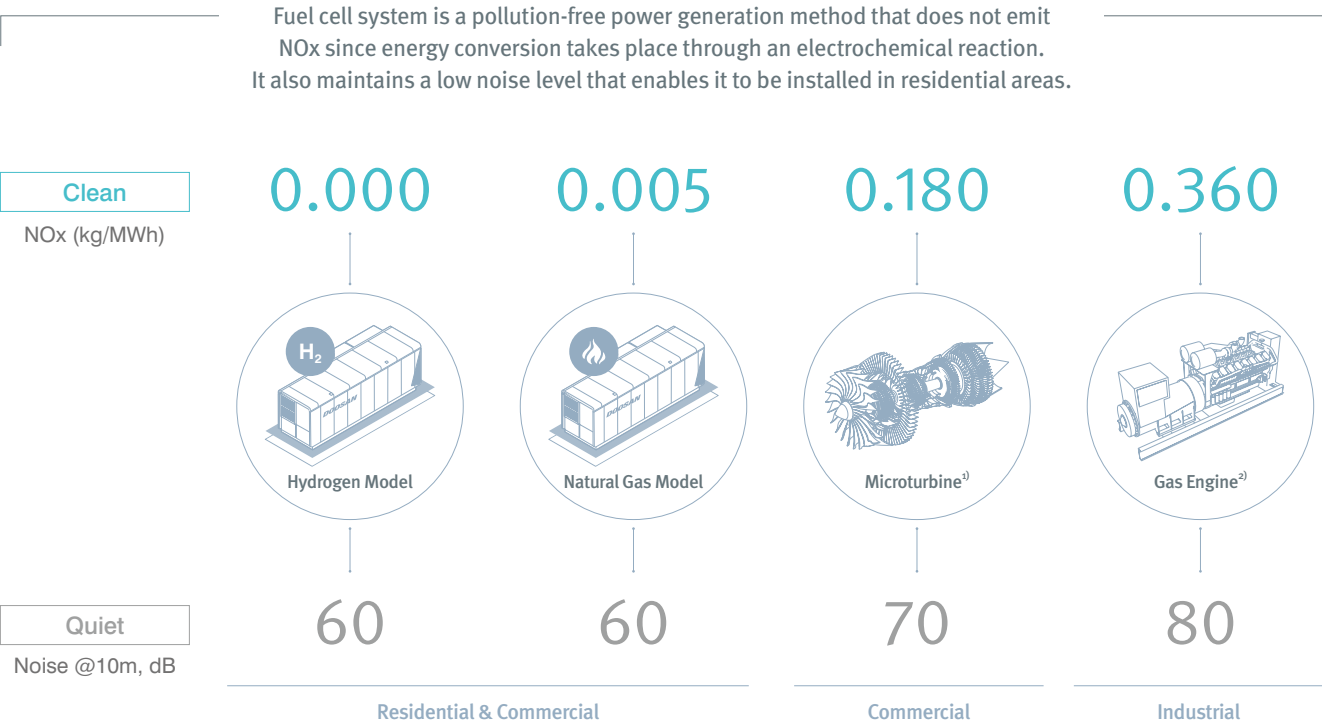 Fuel cell system is a pollution-free power generation method that does not emit
NOx since energy conversion takes place through an electrochemical reaction.
It also maintains a low noise level that enables it to be installed in residential areas.
Clean
NOx (kg/MWh)
0.000
0.005
0.180
0.360
H₂
DOOSAN
DOOSAN
Hydrogen Model
Natural Gas Model
Microturbine¹⁾
Gas Engine²⁾
Quiet
Noise @10m, dB
60
60
70
80
Residential & Commercial
Commercial
Industrial